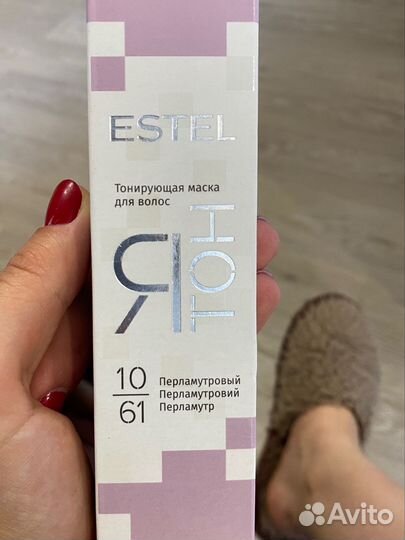 ESTEL
Тонирующая маска
для волос
Я
ТОН
10
61
Перламутровый
Перламутровий
Перламутр
Avito